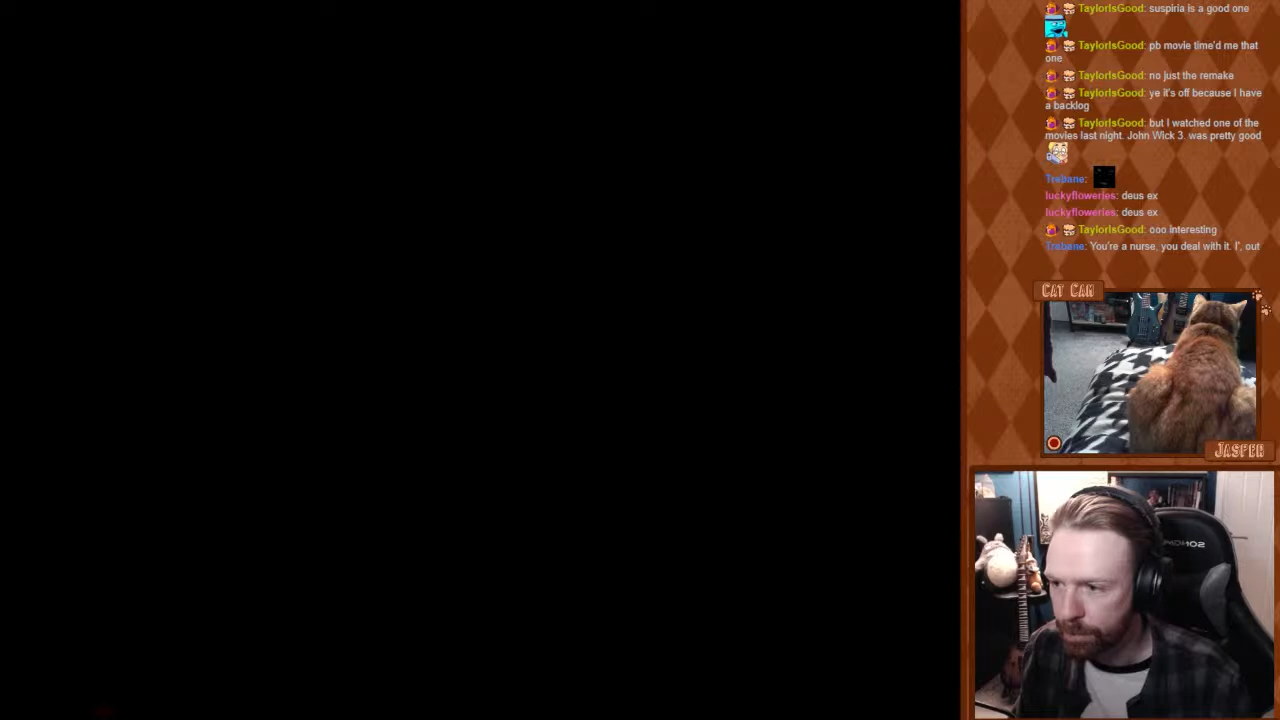 TaylorIsGood: suspiria is a good one
TaylorIsGood: pb movie time'd me that
one
TaylorIsGood: no just the remake
TaylorIsGood: ye it's off because I have
a backlog
TaylorIsGood: but I watched one of the
movies last night. John Wick 3. was pretty good
Trabane:
luckyfloweries: deus ex
luckyfloweries: deus ex
TaylorIsGood: ooo interesting
Trabane: You're a nurse, you deal with it. I', out
CAT CAM
JASPER